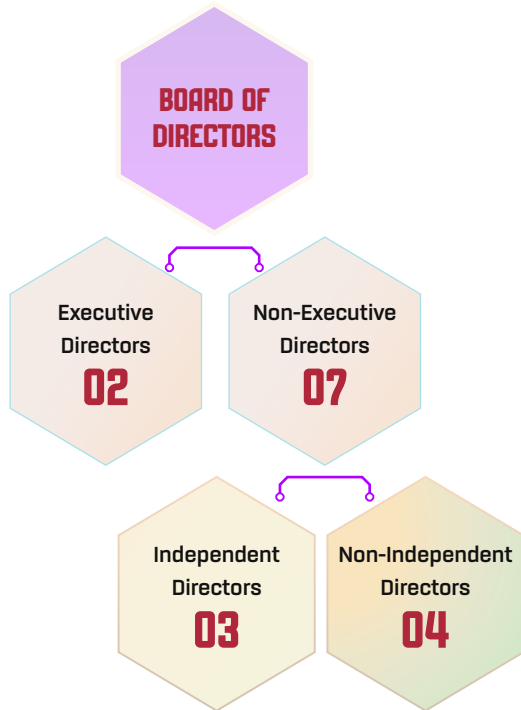 BOARD OF
DIRECTORS
Executive
Directors
02
Non-Executive
Directors
07
Independent
Directors
03
Non-Independent
Directors
04